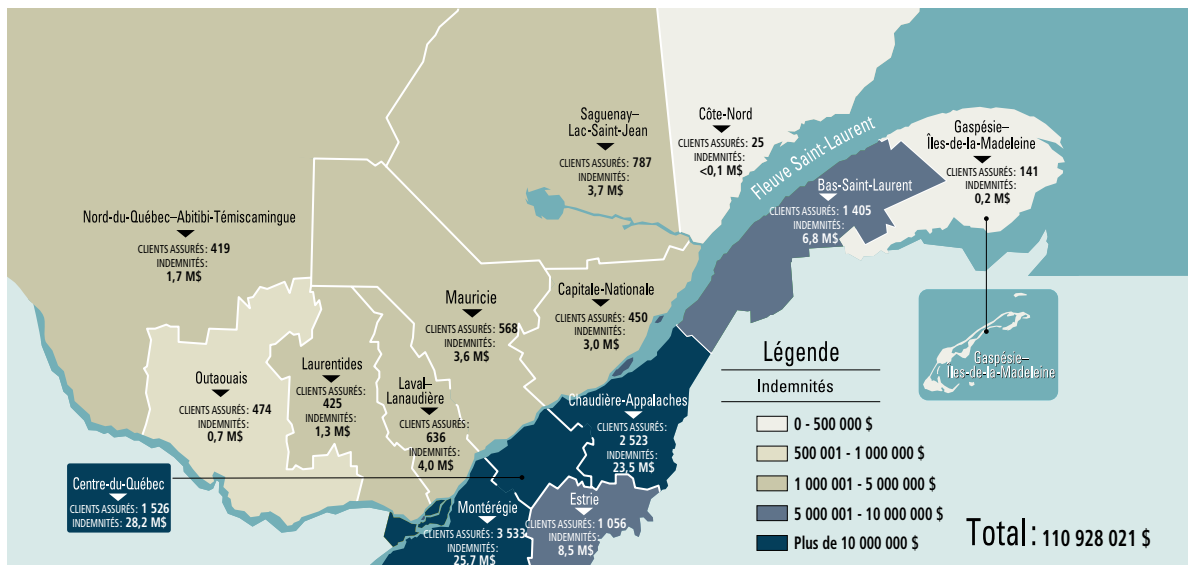 Saguenay–
Lac-Saint-Jean
CLIENTS ASSURÉS: 787
INDEMNITÉS:
3,7 M$
Côte-Nord
CLIENTS ASSURÉS: 25
INDEMNITÉS:
<0,1 M$
Fleuve Saint-Laurent
Gaspésie–
Îles-de-la-Madeleine
CLIENTS ASSURÉS: 141
INDEMNITÉS:
0,2 M$
Bas-Saint-Laurent
CLIENTS ASSURÉS: 1 405
INDEMNITÉS:
6,8 M$
Nord-du-Québec–Abitibi-Témiscamingue
CLIENTS ASSURÉS: 419
INDEMNITÉS:
1,7 M$
Mauricie
CLIENTS ASSURÉS: 568
INDEMNITÉS:
3,6 M$
Capitale-Nationale
CLIENTS ASSURÉS: 450
INDEMNITÉS:
3,0 M$
Outaouais
CLIENTS ASSURÉS: 474
INDEMNITÉS:
0,7 M$
Laurentides
CLIENTS ASSURÉS:
425
INDEMNITÉS:
1,3 M$
Laval–
Lanaudière
CLIENTS ASSURÉS:
636
INDEMNITÉS:
4,0 M$
Chaudière-Appalaches
CLIENTS ASSURÉS:
2 523
INDEMNITÉS:
23,5 M$
Centre-du-Québec
CLIENTS ASSURÉS: 1 526
INDEMNITÉS: 28,2 M$
Montérégie
CLIENTS ASSURÉS: 3 533
INDEMNITÉS:
25,7 M$
Estrie
CLIENTS ASSURÉS: 1 056
INDEMNITÉS:
8,5 M$
Gaspésie–
Îles-de-la-Madeleine
Légende
Indemnités
0 - 500 000 $
500 001 - 1 000 000 $
1 000 001 - 5 000 000 $
5 000 001 - 10 000 000 $
Plus de 10 000 000 $
Total: 110 928 021 $